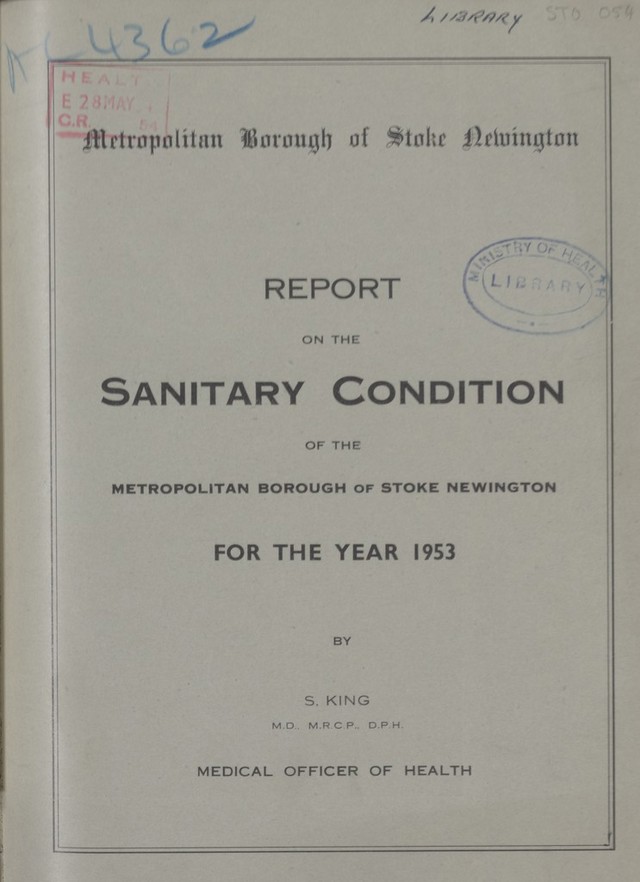 AC 4362
LIBRARY STO 054
HEALTH
E 28 MAY
C.R. 54
Metropolitan Borough of Stoke Newington
MINISTRY OF HEALTH
LIBRARY
REPORT
ON THE
SANITARY CONDITION
OF THE
METROPOLITAN BOROUGH OF STOKE NEWINGTON
FOR THE YEAR 1953
BY
S. KING
M.D., M.R.C.P., D.P.H.
MEDICAL OFFICER OF HEALTH